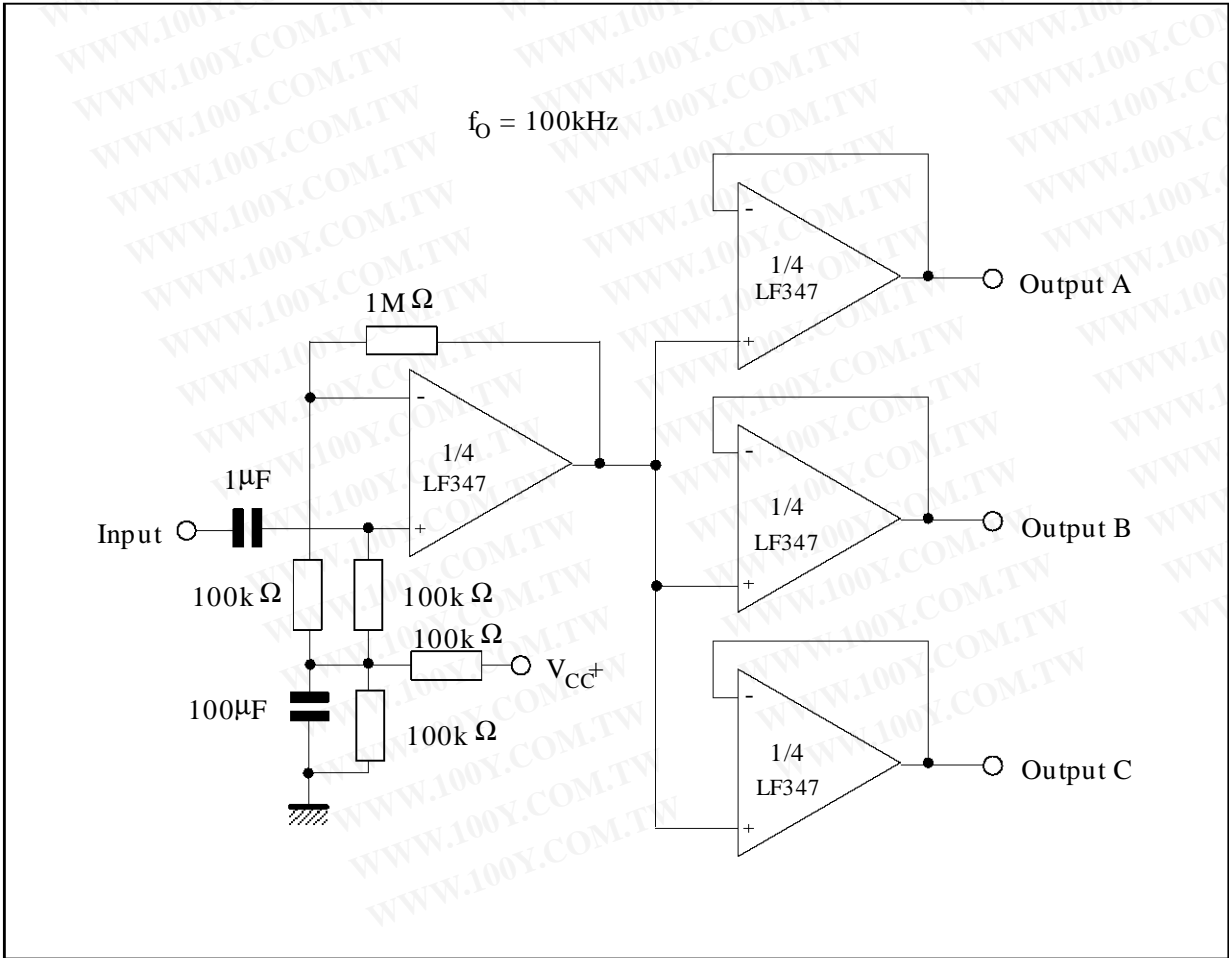 f_O = 100kHz
1MΩ
-
1/4
LF347
+
1µF
Input
100kΩ
100kΩ
100kΩ
V_CC+
100µF
100kΩ
-
1/4
LF347
+
Output A
-
1/4
LF347
+
Output B
-
1/4
LF347
+
Output C
WWW.100Y.COM.TW